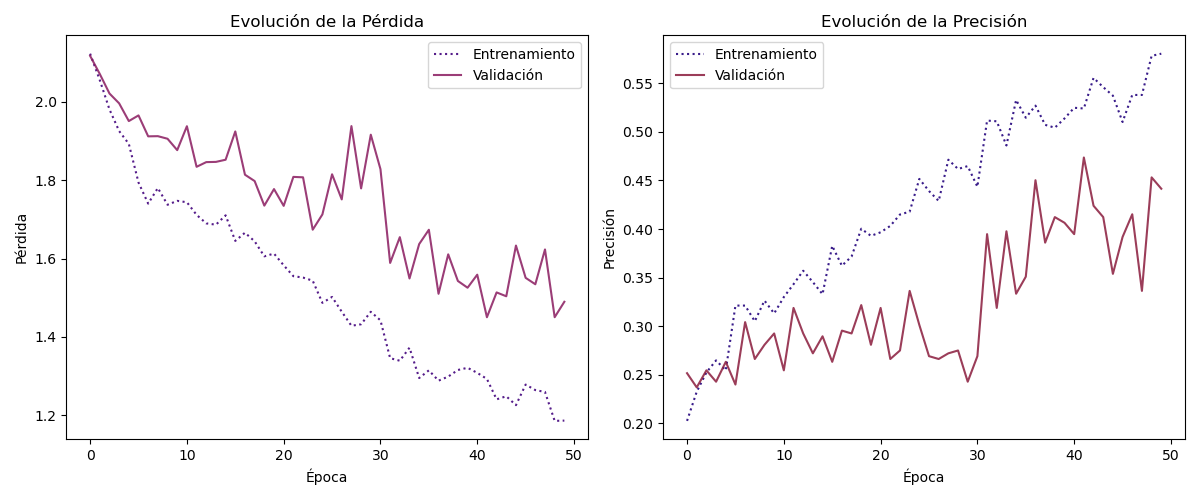 Evolución de la Pérdida
Entrenamiento
Validación
Pérdida
2.0
1.8
1.6
1.4
1.2
0
10
20
30
40
50
Época
Evolución de la Precisión
Entrenamiento
Validación
Precisión
0.55
0.50
0.45
0.40
0.35
0.30
0.25
0.20
0
10
20
30
40
50
Época